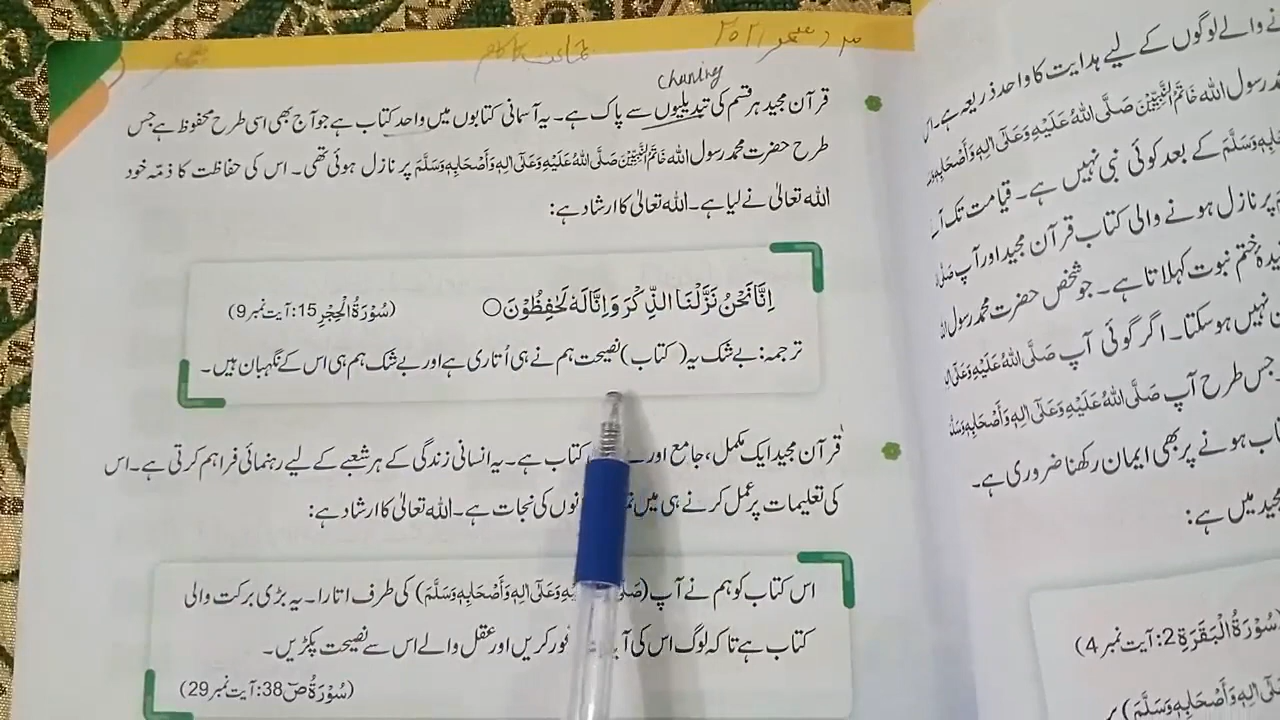 ۳ دسمبر ۲۰۲۱
قرآن مجید ہر قسم کی تبدیلیوں سے پاک ہے۔ یہ آسمانی کتابوں میں واحد کتاب ہے جو آج بھی اسی طرح محفوظ ہے جس
طرح حضرت محمد رسول اللہ خَاتَمُ النَّبِیّٖنَ صَلَّی اللہُ عَلَیْہِ وَعَلٰٓی اٰلِہٖ وَاَصْحَابِہٖ وَسَلَّمَ پر نازل ہوئی تھی۔ اس کی حفاظت کا ذمّہ خود
اللہ تعالیٰ نے لیا ہے۔ اللہ تعالیٰ کا ارشاد ہے:
اِنَّا نَحْنُ نَزَّلْنَا الذِّكْرَ وَاِنَّا لَهٗ لَحٰفِظُوْنَ○ (سُوْرَةُ الْحِجْرِ 15: آیت نمبر 9)
ترجمہ: بے شک یہ (کتاب) نصیحت ہم نے ہی اُتاری ہے اور بے شک ہم ہی اس کے نگہبان ہیں۔
قرآن مجید ایک مکمل، جامع اور کتاب ہے۔ یہ انسانی زندگی کے ہر شعبے کے لیے رہنمائی فراہم کرتی ہے۔ اس
کی تعلیمات پر عمل کرنے ہی میں کی نجات ہے۔ اللہ تعالیٰ کا ارشاد ہے:
اس کتاب کو ہم نے آپ (وَعَلٰٓی اٰلِہٖ وَاَصْحَابِہٖ وَسَلَّمَ) کی طرف اتارا۔ یہ بڑی برکت والی
کتاب ہے تاکہ لوگ اس کی غور کریں اور عقل والے اس سے نصیحت پکڑیں۔
(سُوْرَةُ صٓ 38: آیت نمبر 29)
نے والے لوگوں کے لیے ہدایت کا واحد ذریعہ ہے۔
رسول اللہ خَاتَمُ النَّبِیّٖنَ صَلَّی اللہُ عَلَیْہِ وَعَلٰٓی اٰلِہٖ وَاَصْحَابِہٖ
وَسَلَّمَ کے بعد کوئی نبی نہیں ہے۔ قیامت تک
پر نازل ہونے والی کتاب قرآن مجید اور آپ
ختم نبوت کہلاتا ہے۔ جو شخص حضرت محمد رسول
نہیں ہو سکتا۔ اگر کوئی آپ صَلَّی اللہُ عَلَیْہِ وَعَلٰٓی
جس طرح آپ صَلَّی اللہُ عَلَیْہِ وَعَلٰٓی اٰلِہٖ وَاَصْحَابِہٖ
ہونے پر بھی ایمان رکھنا ضروری ہے۔
میں ہے:
سُوْرَةُ الْبَقَرَةِ 2: آیت نمبر 4)
اٰلِہٖ وَاَصْحَابِہٖ وَسَلَّمَ) پر